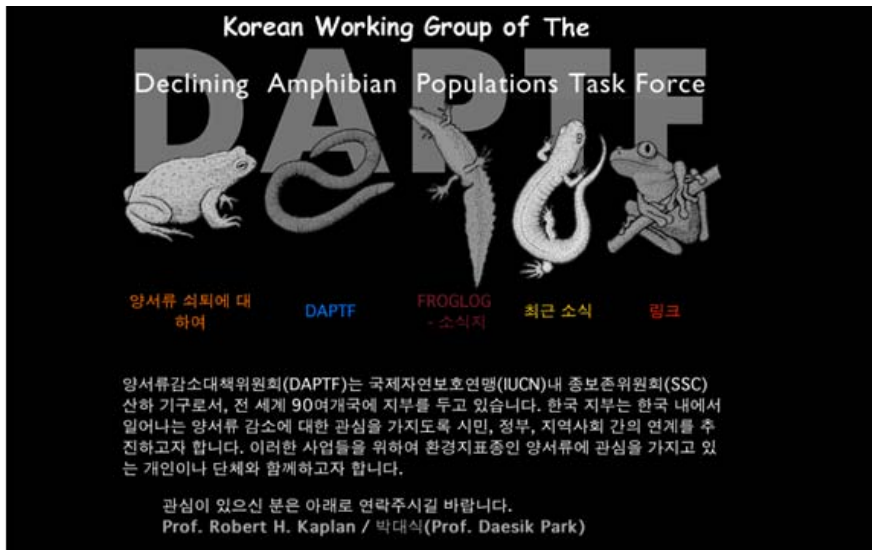 Korean Working Group of The
DAPTF
Declining Amphibian Populations Task Force
양서류 쇠퇴에 대
하여
DAPTF
FROGLOG
- 소식지
최근 소식
링크
양서류감소대책위원회(DAPTF)는 국제자연보호연맹(IUCN)내 종보존위원회(SSC)
산하 기구로서, 전 세계 90여개국에 지부를 두고 있습니다. 한국 지부는 한국 내에서
일어나는 양서류 감소에 대한 관심을 가지도록 시민, 정부, 지역사회 간의 연계를 추
진하고자 합니다. 이러한 사업들을 위하여 환경지표종인 양서류에 관심을 가지고 있
는 개인이나 단체와 함께하고자 합니다.
관심이 있으신 분은 아래로 연락주시길 바랍니다.
Prof. Robert H. Kaplan / 박대식(Prof. Daesik Park)